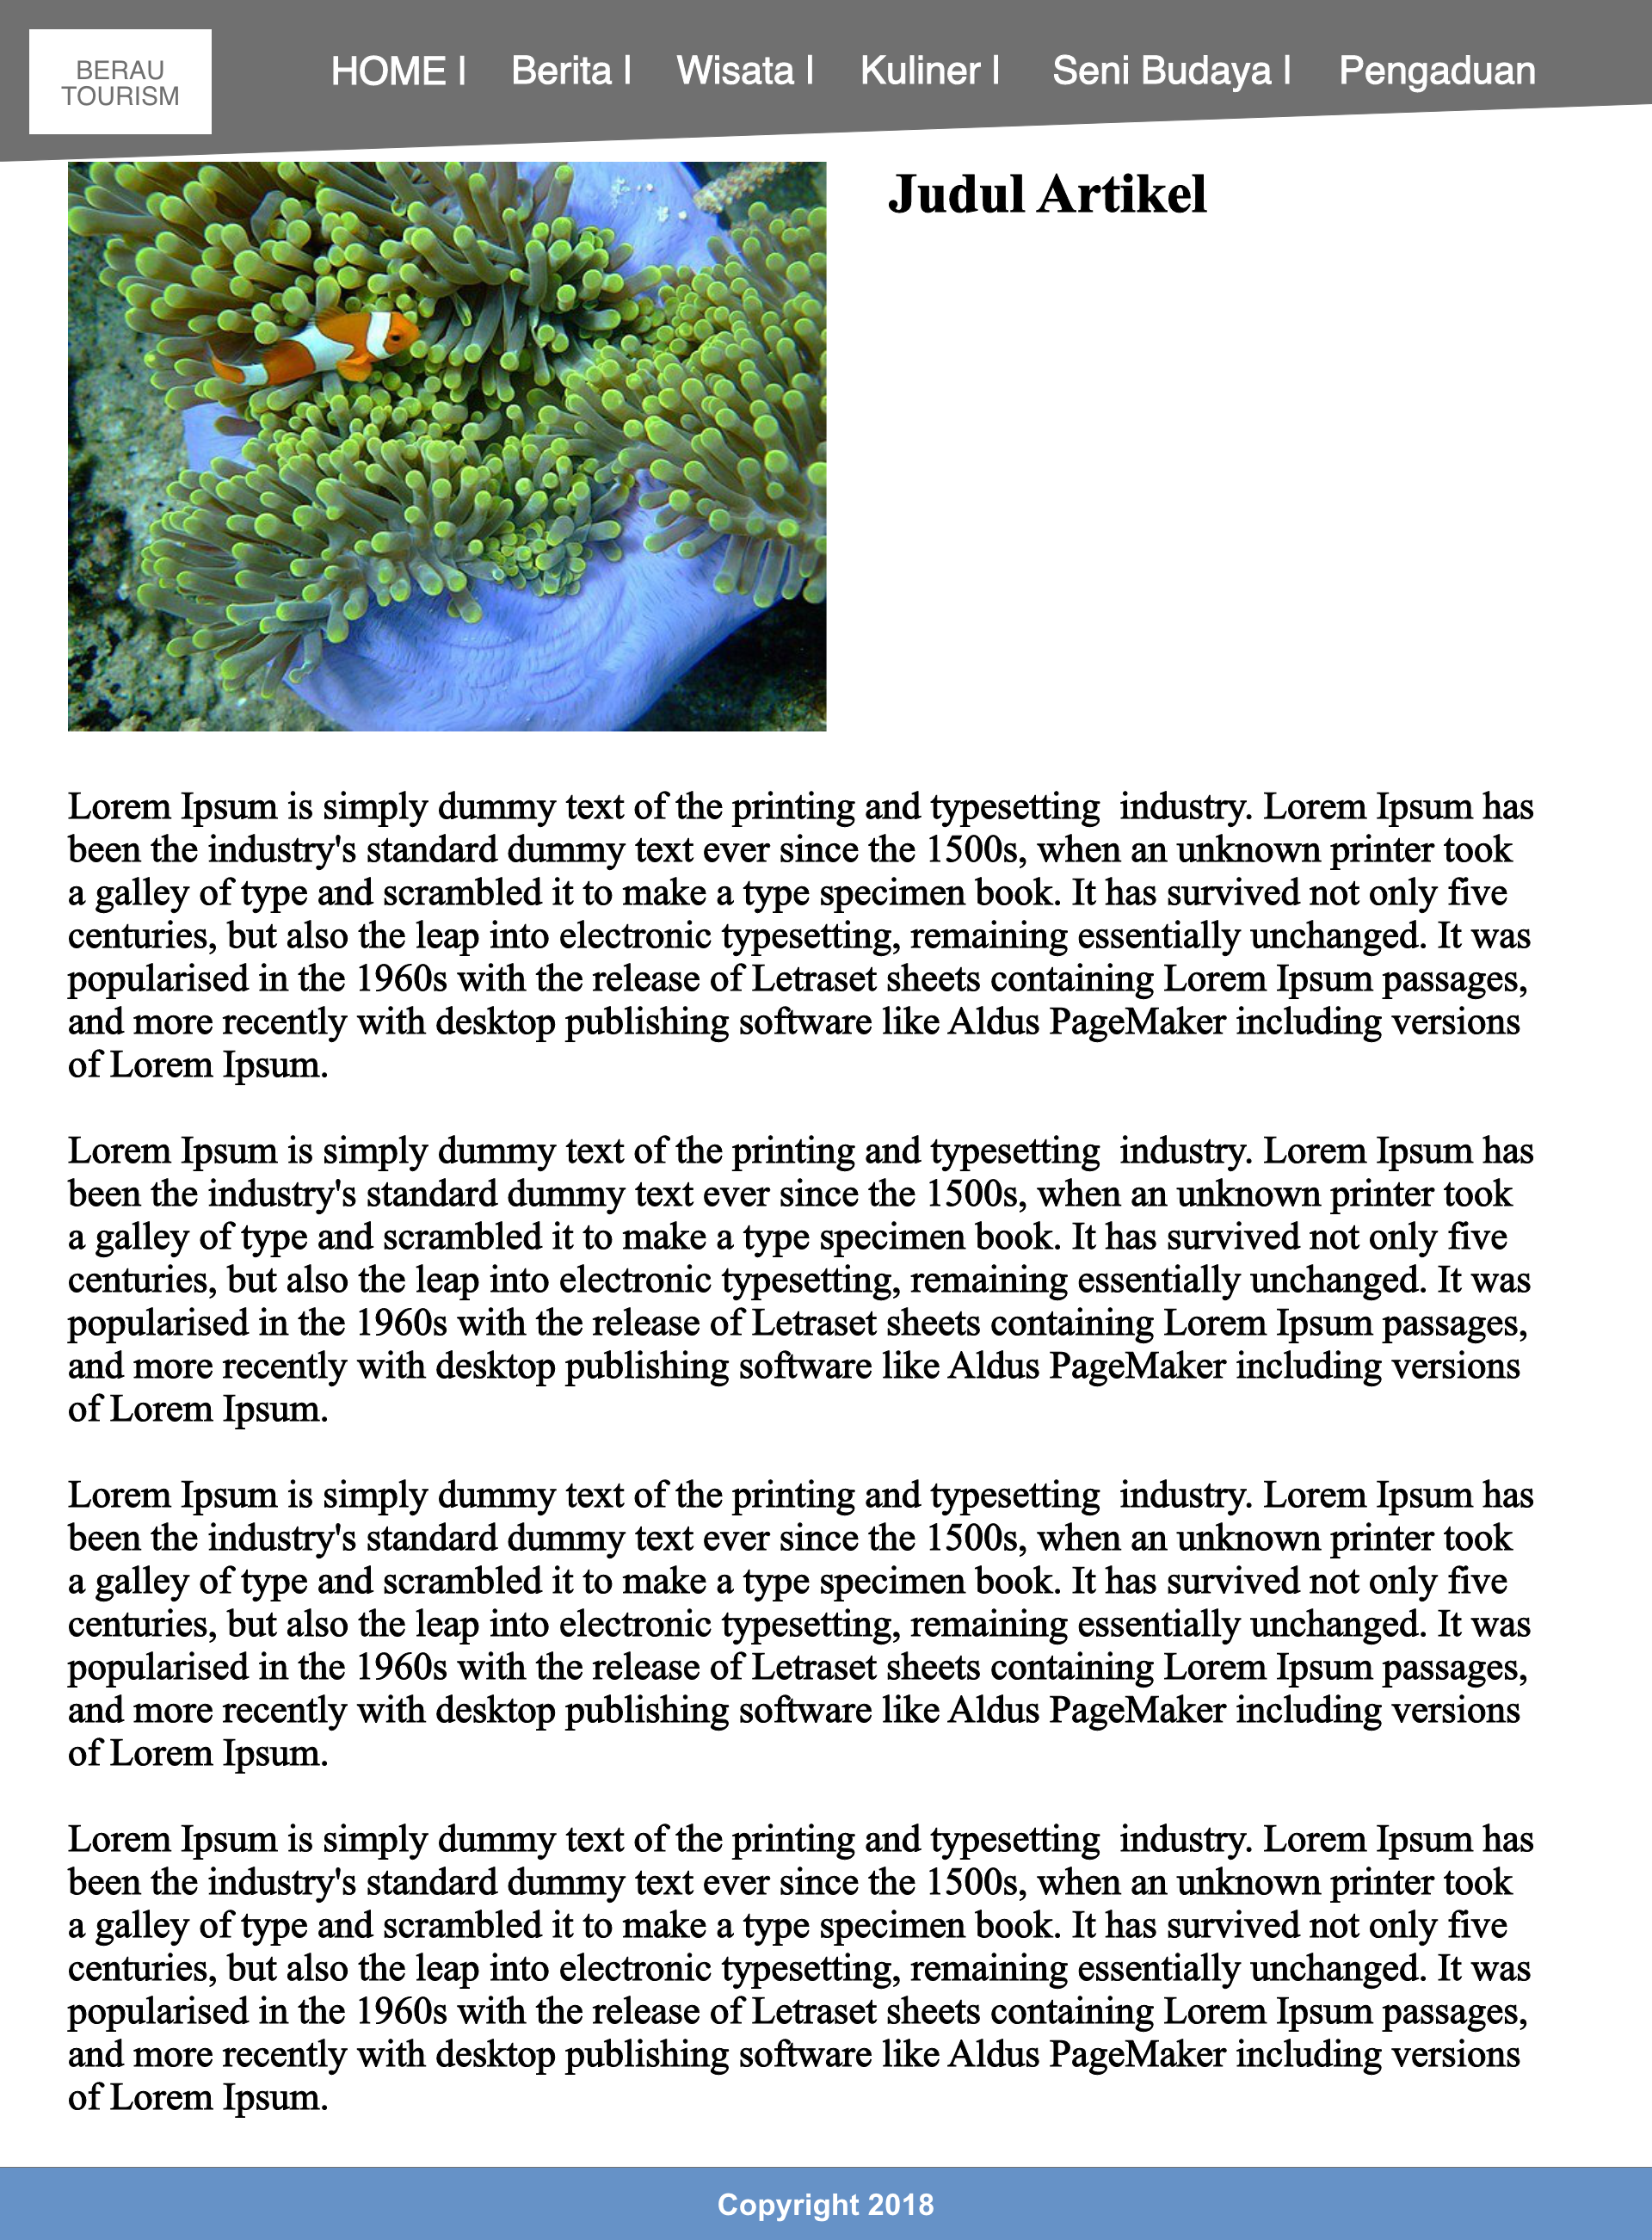 BERAU
TOURISM
HOME | Berita | Wisata | Kuliner | Seni Budaya | Pengaduan
Judul Artikel
Lorem Ipsum is simply dummy text of the printing and typesetting  industry. Lorem Ipsum has
been the industry's standard dummy text ever since the 1500s, when an unknown printer took
a galley of type and scrambled it to make a type specimen book. It has survived not only five
centuries, but also the leap into electronic typesetting, remaining essentially unchanged. It was
popularised in the 1960s with the release of Letraset sheets containing Lorem Ipsum passages,
and more recently with desktop publishing software like Aldus PageMaker including versions
of Lorem Ipsum.
Lorem Ipsum is simply dummy text of the printing and typesetting  industry. Lorem Ipsum has
been the industry's standard dummy text ever since the 1500s, when an unknown printer took
a galley of type and scrambled it to make a type specimen book. It has survived not only five
centuries, but also the leap into electronic typesetting, remaining essentially unchanged. It was
popularised in the 1960s with the release of Letraset sheets containing Lorem Ipsum passages,
and more recently with desktop publishing software like Aldus PageMaker including versions
of Lorem Ipsum.
Lorem Ipsum is simply dummy text of the printing and typesetting  industry. Lorem Ipsum has
been the industry's standard dummy text ever since the 1500s, when an unknown printer took
a galley of type and scrambled it to make a type specimen book. It has survived not only five
centuries, but also the leap into electronic typesetting, remaining essentially unchanged. It was
popularised in the 1960s with the release of Letraset sheets containing Lorem Ipsum passages,
and more recently with desktop publishing software like Aldus PageMaker including versions
of Lorem Ipsum.
Lorem Ipsum is simply dummy text of the printing and typesetting  industry. Lorem Ipsum has
been the industry's standard dummy text ever since the 1500s, when an unknown printer took
a galley of type and scrambled it to make a type specimen book. It has survived not only five
centuries, but also the leap into electronic typesetting, remaining essentially unchanged. It was
popularised in the 1960s with the release of Letraset sheets containing Lorem Ipsum passages,
and more recently with desktop publishing software like Aldus PageMaker including versions
of Lorem Ipsum.
Copyright 2018